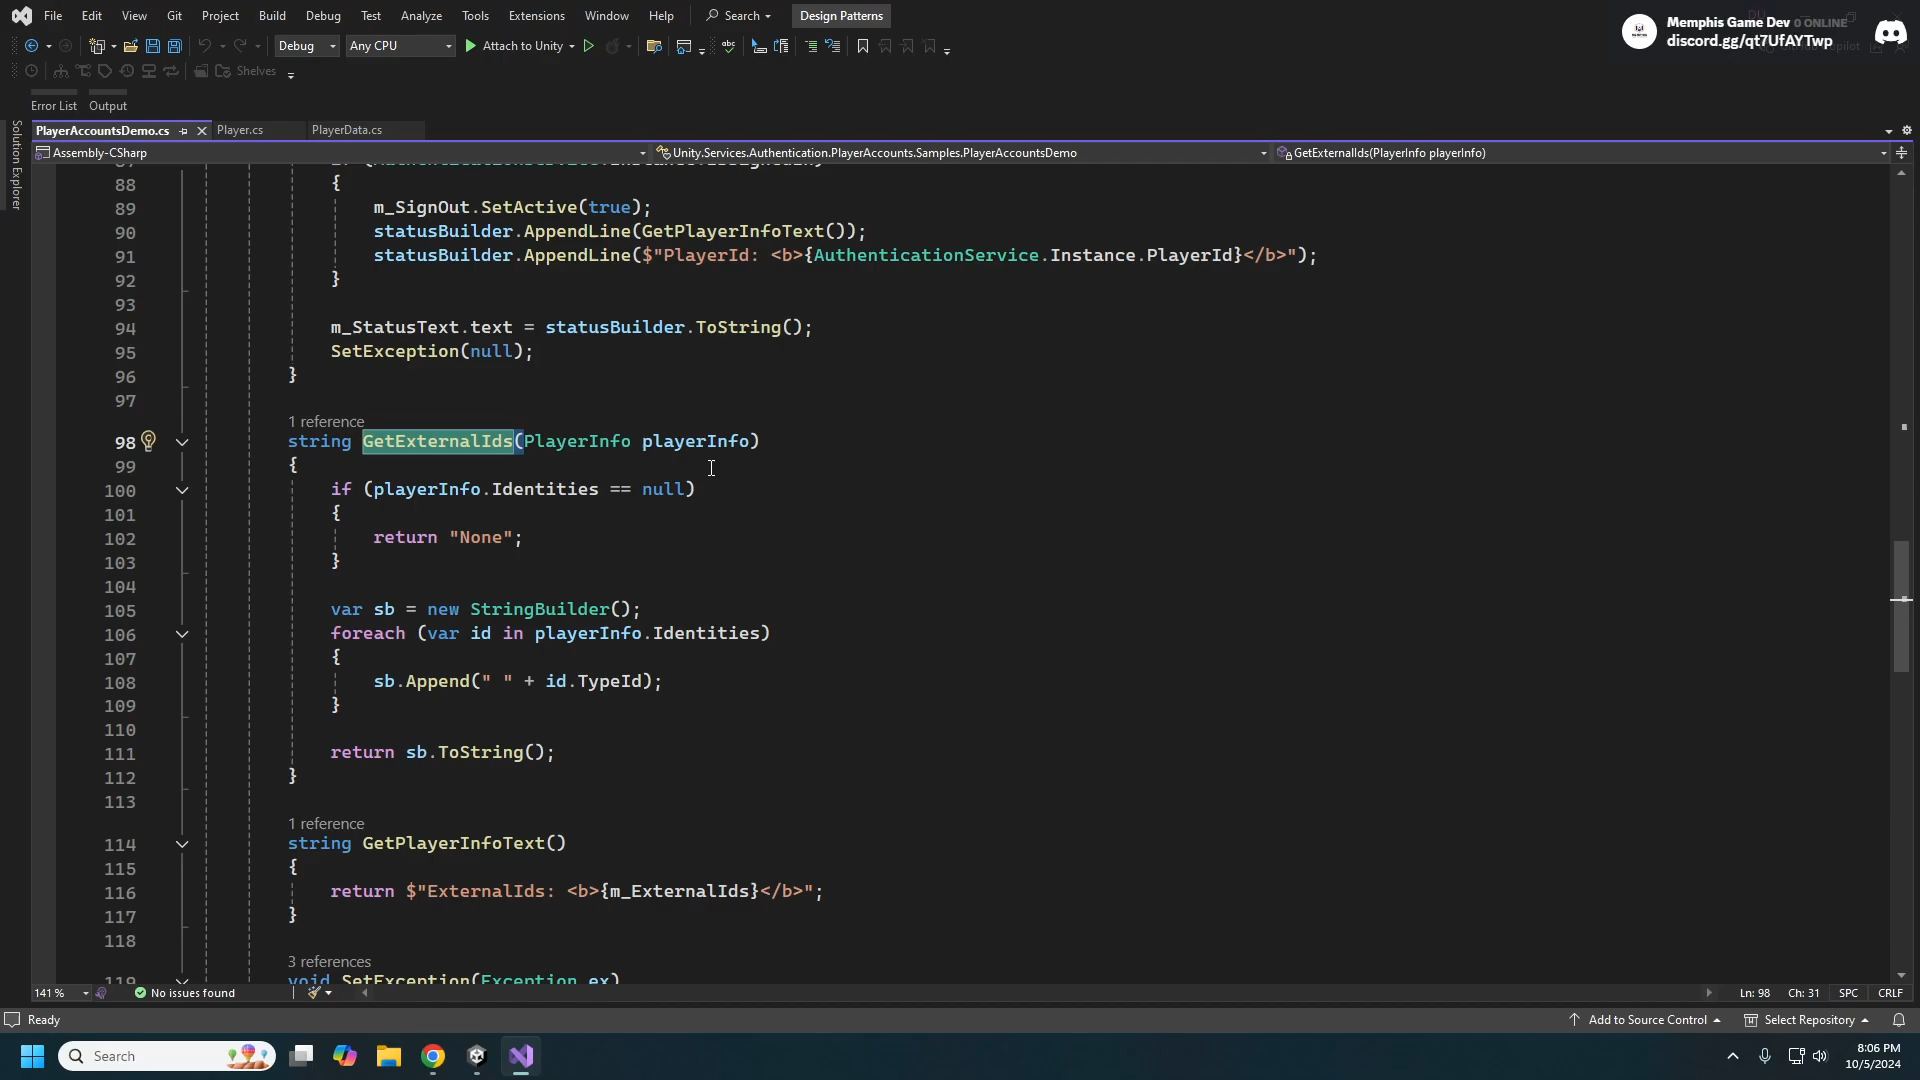 File Edit View Git Project Build Debug Test Analyze Tools Extensions Window Help Search Design Patterns
Memphis Game Dev 0 ONLINE
discord.gg/qt7UfAYTwp
Debug Any CPU Attach to Unity
Shelves
Error List Output
Solution Explorer
PlayerAccountsDemo.cs Player.cs PlayerData.cs
Assembly-CSharp Unity.Services.Authentication.PlayerAccounts.Samples.PlayerAccountsDemo GetExternalIds(PlayerInfo playerInfo)
88 {
89 m_SignOut.SetActive(true);
90 statusBuilder.AppendLine(GetPlayerInfoText());
91 statusBuilder.AppendLine($"PlayerId: <b>{AuthenticationService.Instance.PlayerId}</b>");
92 }
93
94 m_StatusText.text = statusBuilder.ToString();
95 SetException(null);
96 }
97
1 reference
98 string GetExternalIds(PlayerInfo playerInfo)
99 {
100 if (playerInfo.Identities == null)
101 {
102 return "None";
103 }
104
105 var sb = new StringBuilder();
106 foreach (var id in playerInfo.Identities)
107 {
108 sb.Append(" " + id.TypeId);
109 }
110
111 return sb.ToString();
112 }
113
1 reference
114 string GetPlayerInfoText()
115 {
116 return $"ExternalIds: <b>{m_ExternalIds}</b>";
117 }
118
3 references
119 void SetException(Exception ex)
141 % No issues found Ln: 98 Ch: 31 SPC CRLF
Ready Add to Source Control Select Repository
Search
8:06 PM
10/5/2024